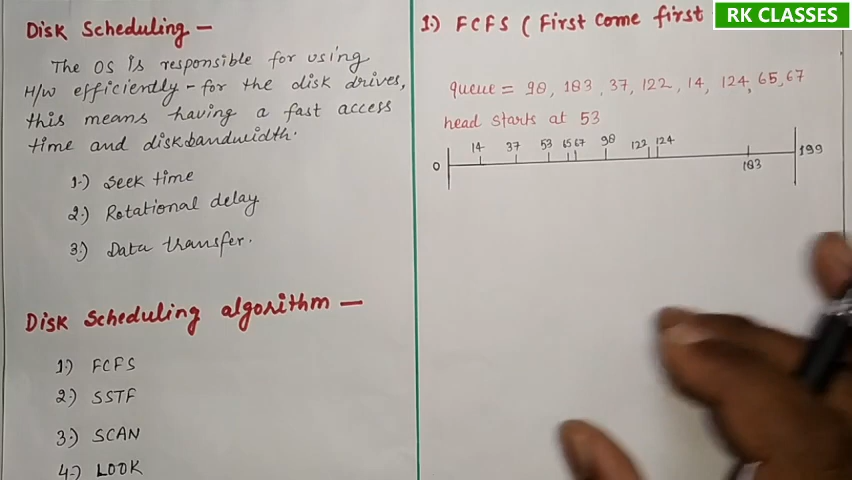 Disk Scheduling -
The OS is responsible for using
H/W efficiently - for the disk drives,
this means having a fast access
time and disk bandwidth.
1.) Seek time
2.) Rotational delay
3.) Data transfer.
Disk Scheduling algorithm -
1.) FCFS
2.) SSTF
3.) SCAN
4.) LOOK
1.) FCFS ( First Come first
RK CLASSES
queue = 98, 183, 37, 122, 14, 124, 65, 67
head starts at 53
0 14 37 53 65 67 98 122 124 183 199